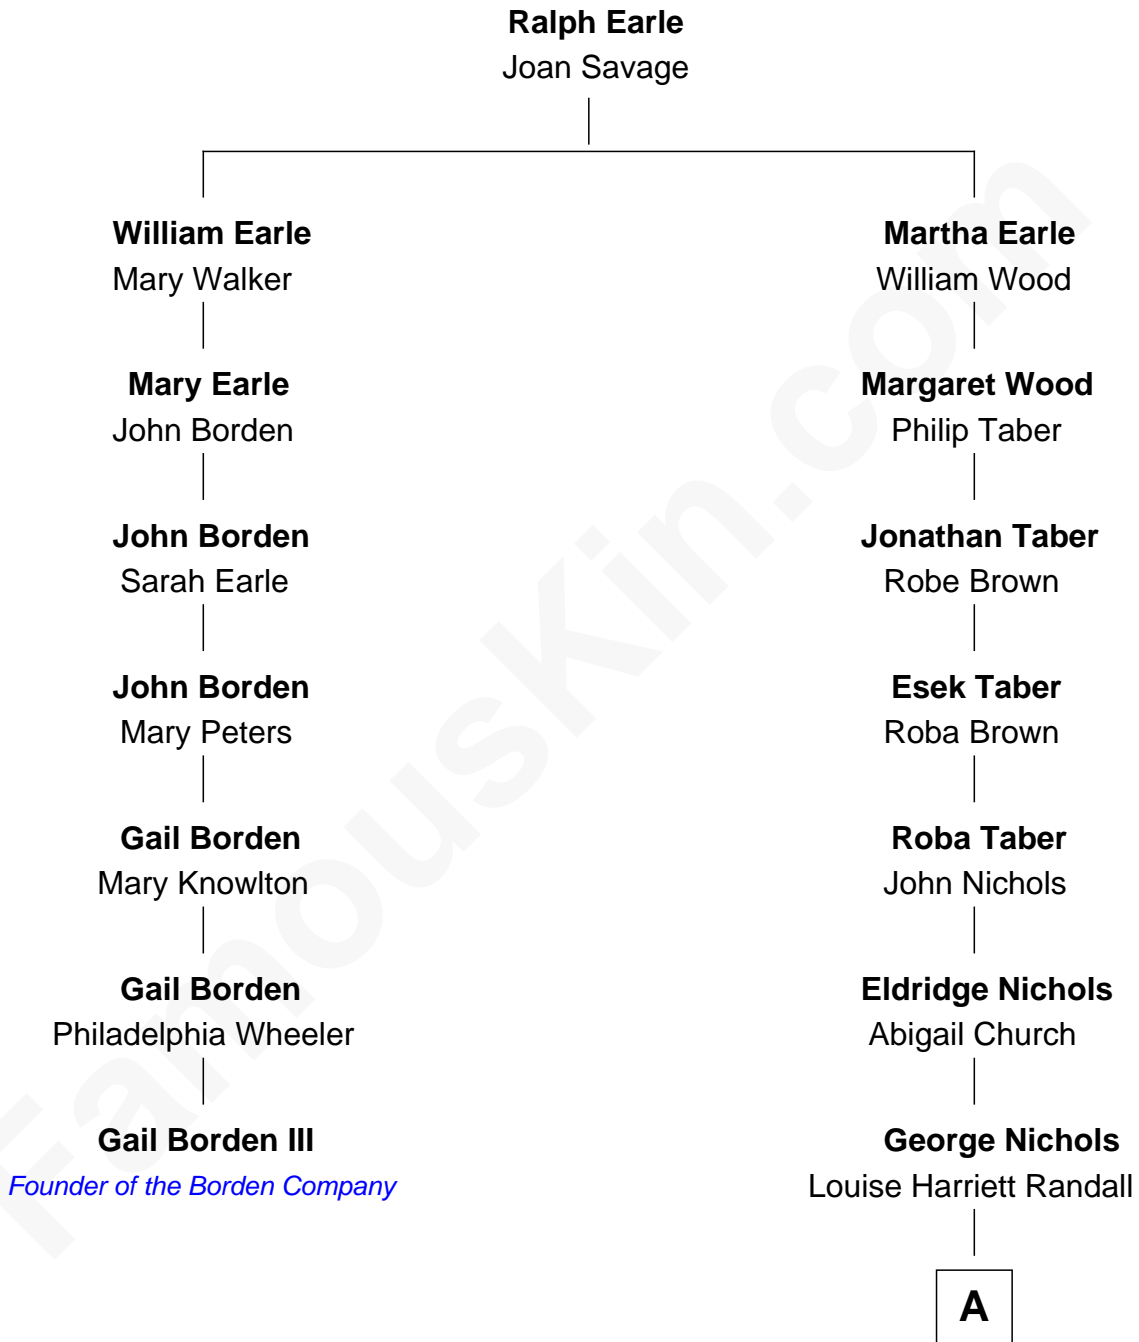 Ralph Earle
Joan Savage
William Earle
Mary Walker
Martha Earle
William Wood
Mary Earle
John Borden
Margaret Wood
Philip Taber
John Borden
Sarah Earle
Jonathan Taber
Robe Brown
John Borden
Mary Peters
Esek Taber
Roba Brown
Gail Borden
Mary Knowlton
Roba Taber
John Nichols
Gail Borden
Philadelphia Wheeler
Eldridge Nichols
Abigail Church
Gail Borden III
Founder of the Borden Company
George Nichols
Louise Harriett Randall
A
FamousKin.com